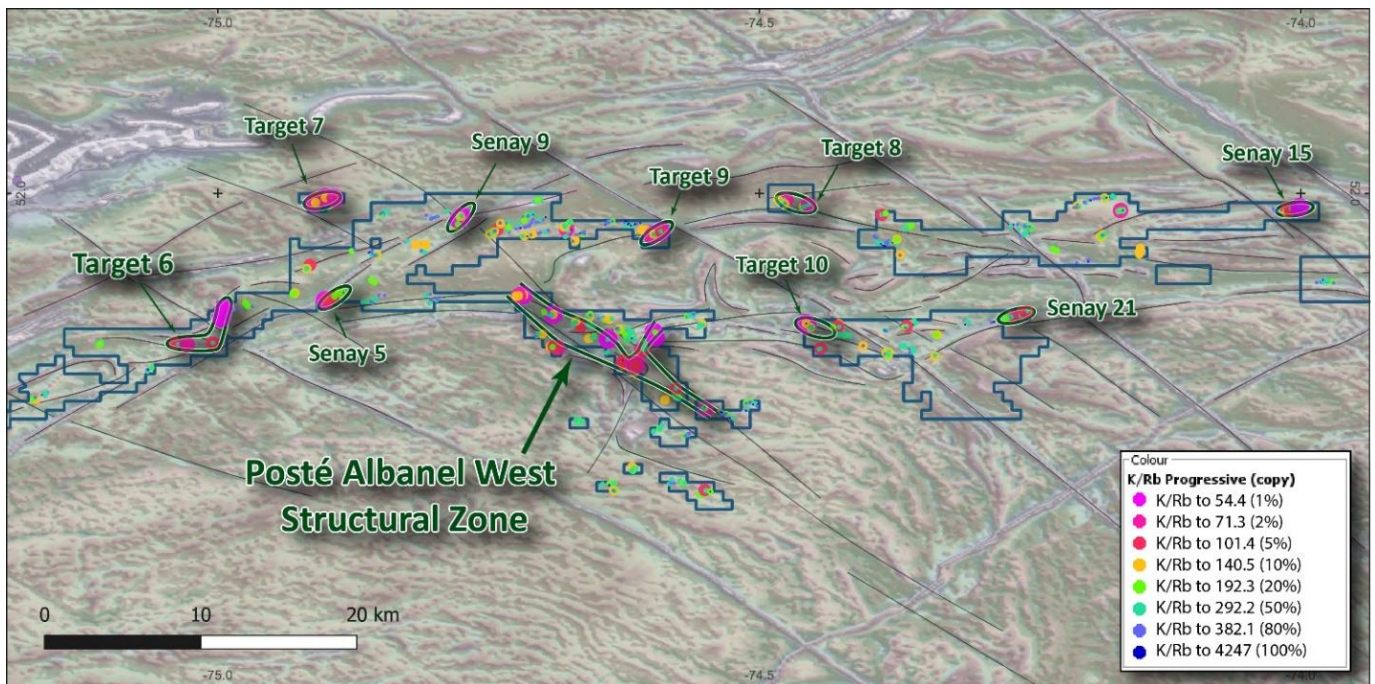 -75.0
-74.5
-74.0
Target 7
Senay 9
Target 8
Senay 15
Target 9
52.0
52.0
Target 6
Target 10
Senay 21
Senay 5
Posté Albanel West
Structural Zone
Colour
K/Rb Progressive (copy)
K/Rb to 54.4 (1%)
K/Rb to 71.3 (2%)
K/Rb to 101.4 (5%)
K/Rb to 140.5 (10%)
K/Rb to 192.3 (20%)
K/Rb to 292.2 (50%)
K/Rb to 382.1 (80%)
K/Rb to 4247 (100%)
0 10 20 km
-75.0
-74.5
-74.0